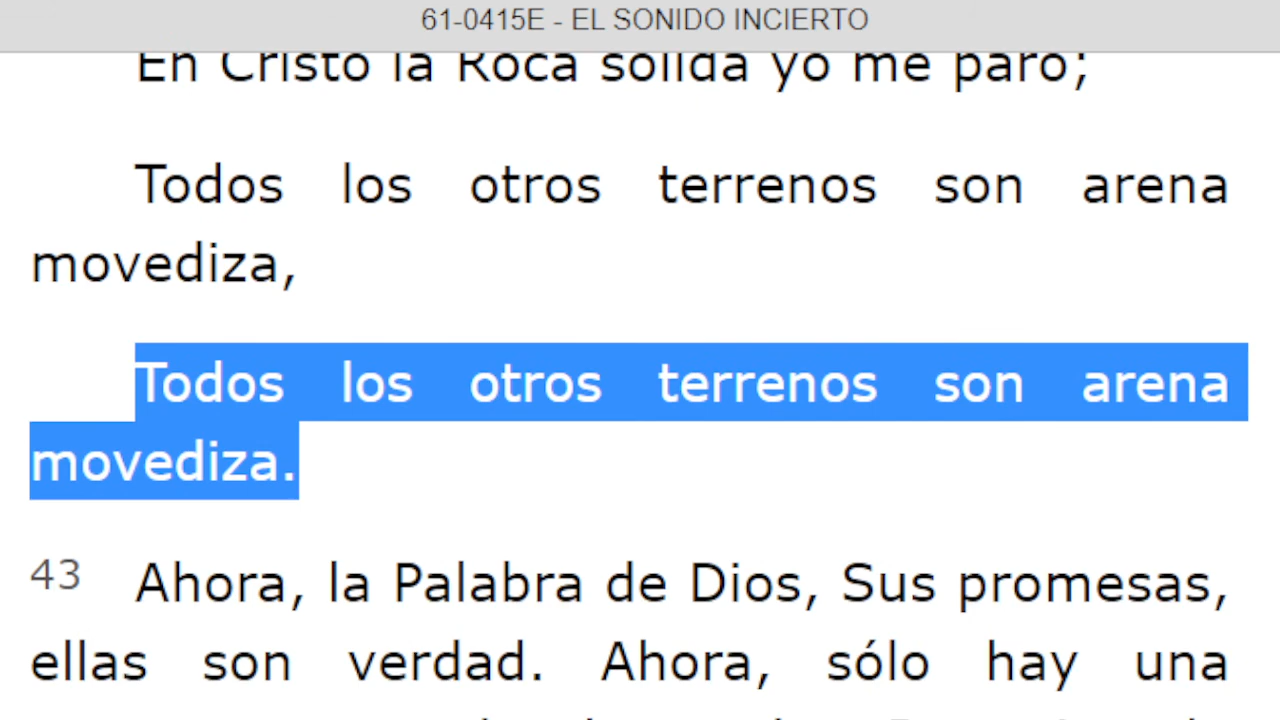 61-0415E - EL SONIDO INCIERTO
En Cristo la Roca sólida yo me paro;
Todos los otros terrenos son arena
movediza,
Todos los otros terrenos son arena
movediza.
43 Ahora, la Palabra de Dios, Sus promesas,
ellas son verdad. Ahora, sólo hay una